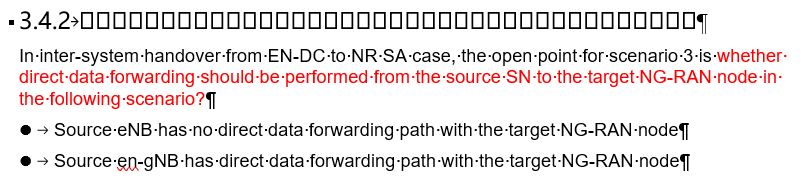 3.4.2
In inter-system handover from EN-DC to NR SA case, the open point for scenario 3 is whether
direct data forwarding should be performed from the source SN to the target NG-RAN node in
the following scenario?
● Source eNB has no direct data forwarding path with the target NG-RAN node
● Source en-gNB has direct data forwarding path with the target NG-RAN node